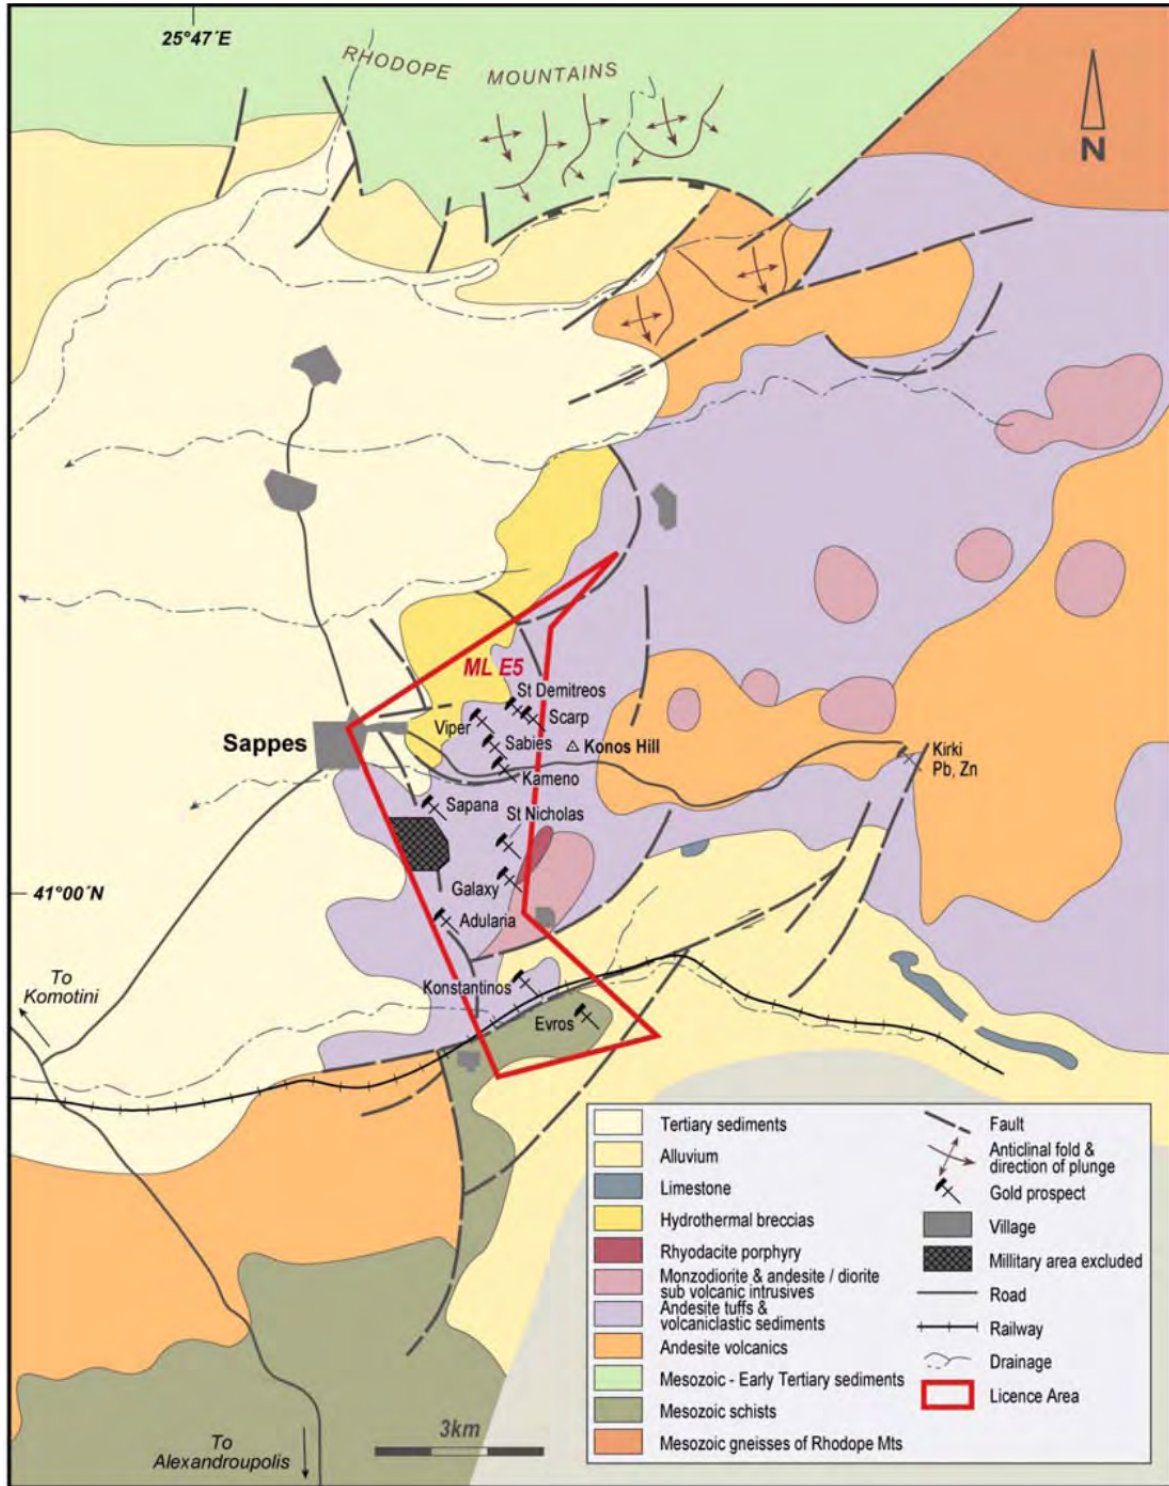 25°47´E
RHODOPE MOUNTAINS
N
ML E5
St Demitreos
Viper
Scarp
Sappes
Sabies
Konos Hill
Kameno
Kirki
Pb, Zn
Sapana
St Nicholas
Galaxy
41°00´N
Adularia
To
Komotini
Konstantinos
Evros
Tertiary sediments
Alluvium
Limestone
Hydrothermal breccias
Rhyodacite porphyry
Monzodiorite & andesite / diorite
sub volcanic intrusives
Andesite tuffs &
volcaniclastic sediments
Andesite volcanics
Mesozoic - Early Tertiary sediments
Mesozoic schists
Mesozoic gneisses of Rhodope Mts
Fault
Anticlinal fold &
direction of plunge
Gold prospect
Village
Millitary area excluded
Road
Railway
Drainage
Licence Area
3km
To
Alexandroupolis